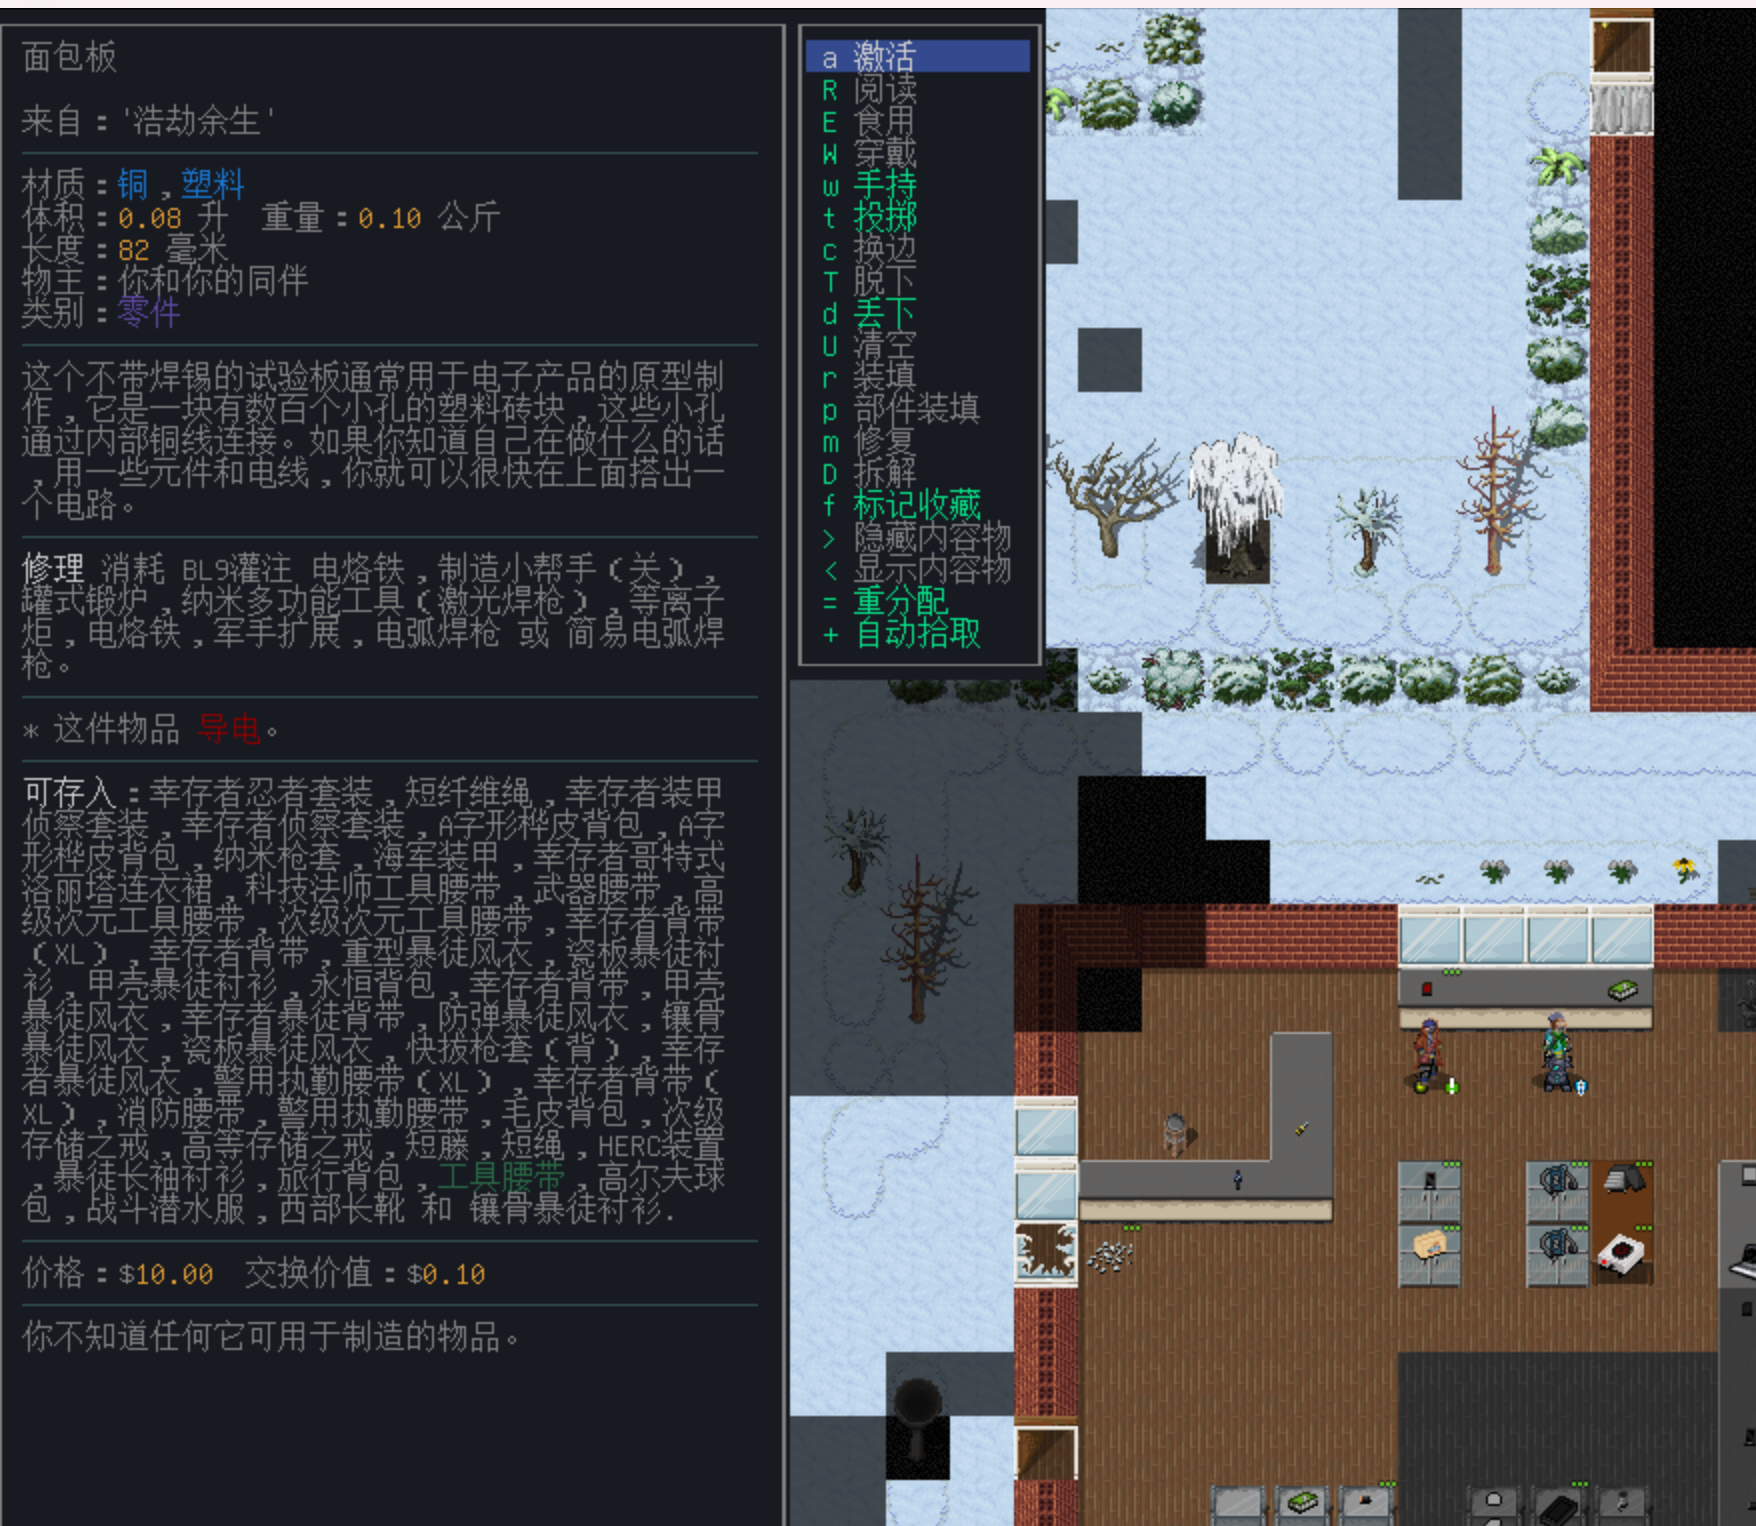 面包板
来自：'浩劫余生'
材质：铜，塑料
体积：0.08 升  重量：0.10 公斤
长度：82 毫米
物主：你和你的同伴
类别：零件
这个不带焊锡的试验板通常用于电子产品的原型制
作，它是一块有数百个小孔的塑料砖块，这些小孔
通过内部铜线连接。如果你知道自己在做什么的话
，用一些元件和电线，你就可以很快在上面搭出一
个电路。
修理 消耗 BL9灌注 电烙铁，制造小帮手（关），
罐式锻炉，纳米多功能工具（激光焊枪），等离子
炬，电烙铁，军手扩展，电弧焊枪 或 简易电弧焊
枪。
* 这件物品 导电。
可存入：幸存者忍者套装，短纤维绳，幸存者装甲
侦察套装，幸存者侦察套装，A字形桦皮背包，A字
形桦皮背包，纳米枪套，海军装甲，幸存者哥特式
洛丽塔连衣裙，科技法师工具腰带，武器腰带，高
级次元工具腰带，次级次元工具腰带，幸存者背带
（XL），幸存者背带，重型暴徒风衣，瓷板暴徒衬
衫，甲壳暴徒衬衫，永恒背包，幸存者背带，甲壳
暴徒风衣，幸存者暴徒背带，防弹暴徒风衣，镶骨
暴徒风衣，瓷板暴徒风衣，快拔枪套（背），幸存
者暴徒风衣，警用执勤腰带（XL），幸存者背带（
XL），消防腰带，警用执勤腰带，毛皮背包，次级
存储之戒，高等存储之戒，短藤，短绳，HERC装置
，暴徒长袖衬衫，旅行背包，工具腰带，高尔夫球
包，战斗潜水服，西部长靴 和 镶骨暴徒衬衫.
价格：$10.00  交换价值：$0.10
你不知道任何它可用于制造的物品。
a 激活
R 阅读
E 食用
W 穿戴
w 手持
t 投掷
c 换边
T 脱下
d 丢下
U 清空
r 装填
p 部件装填
m 修复
D 拆解
f 标记收藏
> 隐藏内容物
< 显示内容物
= 重分配
+ 自动拾取